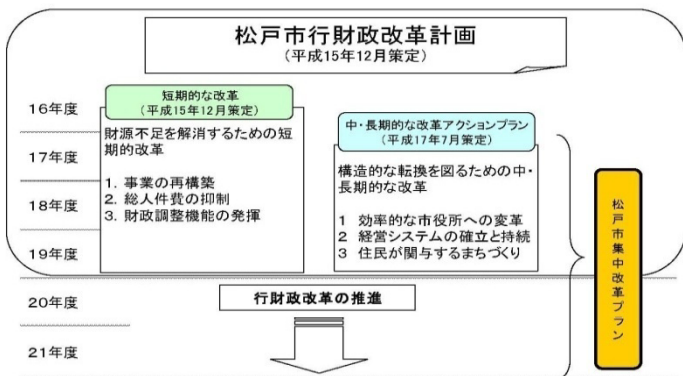 松戸市行財政改革計画
(平成15年12月策定)
短期的な改革
(平成15年12月策定)
16年度
17年度
18年度
19年度
20年度
21年度
財源不足を解消するための短
期的改革
1. 事業の再構築
2. 総人件費の抑制
3. 財政調整機能の発揮
中・長期的な改革アクションプラン
(平成17年7月策定)
構造的な転換を図るための中・
長期的な改革
1 効率的な市役所への変革
2 経営システムの確立と持続
3 住民が関与するまちづくり
行財政改革の推進
松戸市集中改革プラン